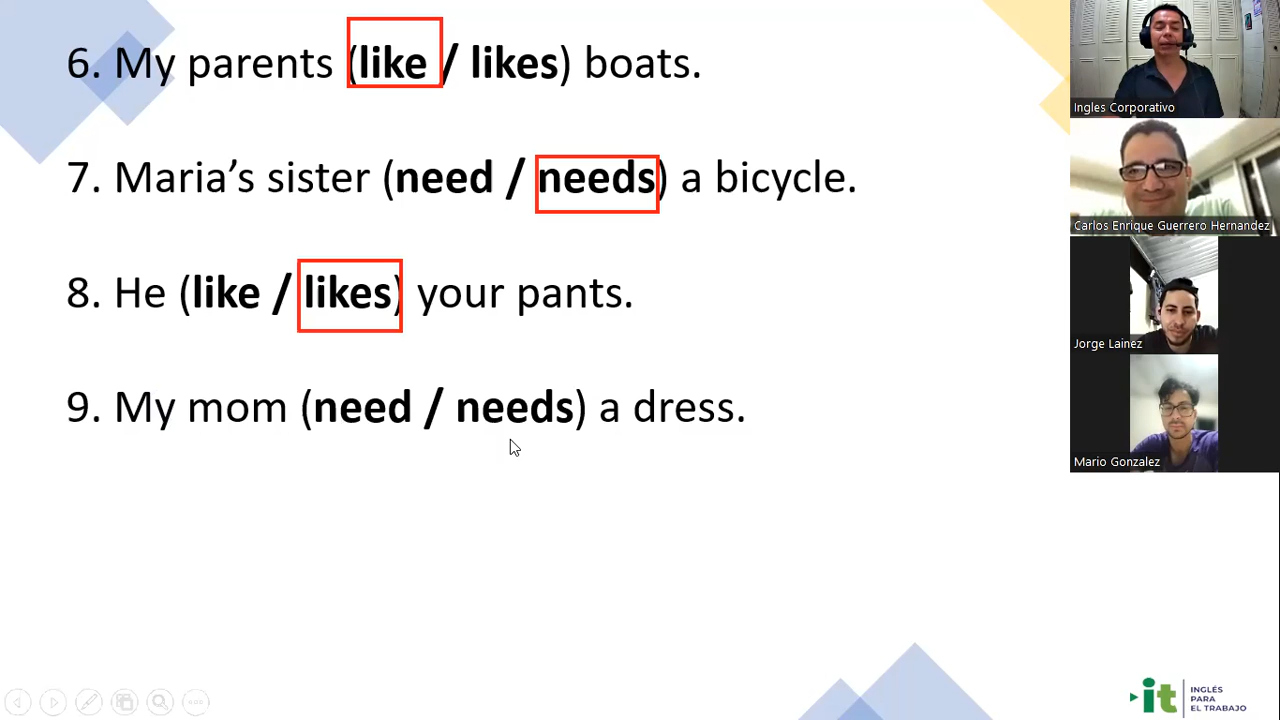 6. My parents (like / likes) boats.
7. Maria's sister (need / needs) a bicycle.
8. He (like / likes) your pants.
9. My mom (need / needs) a dress.
Ingles Corporativo
Carlos Enrique Guerrero Hernandez
Jorge Lainez
Mario Gonzalez
it INGLÉS
PARA
EL TRABAJO